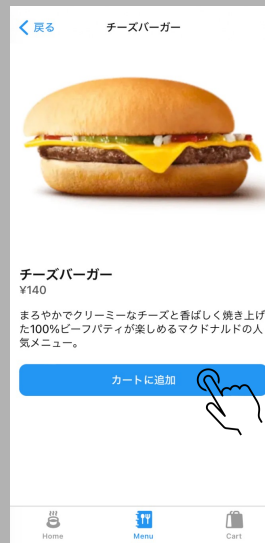 戻る
チーズバーガー
チーズバーガー
¥140
まろやかでクリーミーなチーズと香ばしく焼き上げ
た100%ビーフパティが楽しめるマクドナルドの人
気メニュー。
カートに追加
Home
Menu
Cart